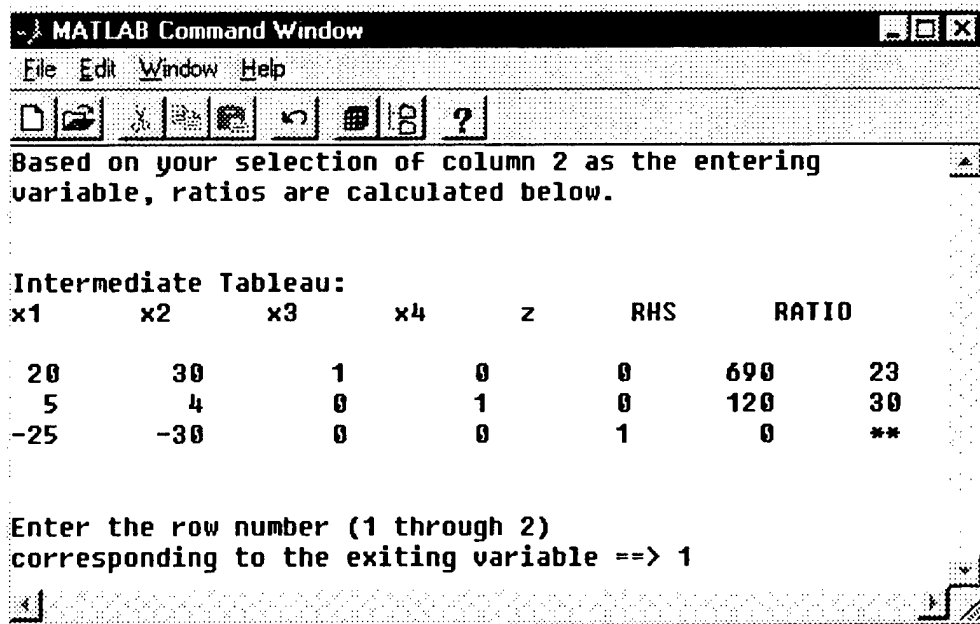 MATLAB Command Window
File Edit Window Help
?
Based on your selection of column 2 as the entering
variable, ratios are calculated below.
Intermediate Tableau:
x1 x2 x3 x4 z RHS RATIO
20 30 1 0 0 690 23
5 4 0 1 0 120 30
-25 -30 0 0 1 0 **
Enter the row number (1 through 2)
corresponding to the exiting variable ==> 1